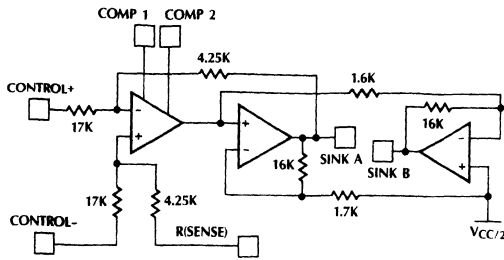 COMP 1
COMP 2
4.25K
1.6K
CONTROL+
17K
-
+
+
-
16K
SINK A
16K
SINK B
-
+
17K
4.25K
1.7K
CONTROL–
R(SENSE)
VCC/2